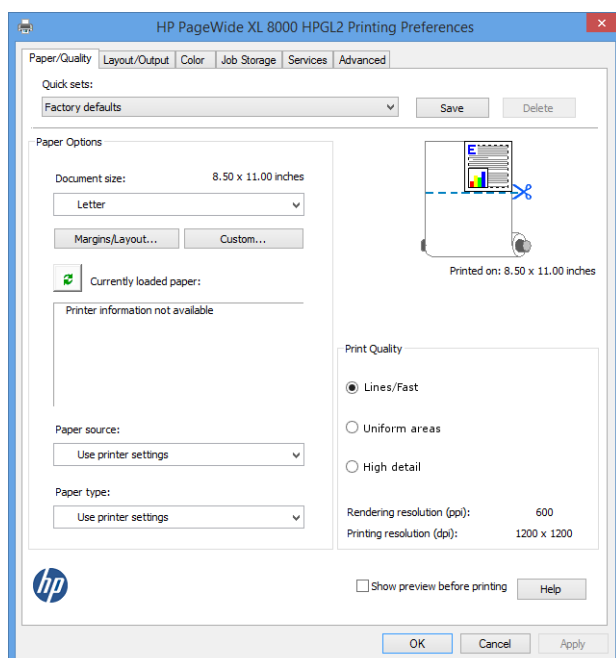 HP PageWide XL 8000 HPGL2 Printing Preferences
Paper/Quality Layout/Output Color Job Storage Services Advanced
Quick sets:
Factory defaults Save Delete
Paper Options
Document size: 8.50 x 11.00 inches
Letter
Margins/Layout... Custom...
Currently loaded paper:
Printer information not available
Paper source:
Use printer settings
Paper type:
Use printer settings
E
Printed on: 8.50 x 11.00 inches
Print Quality
Lines/Fast
Uniform areas
High detail
Rendering resolution (ppi): 600
Printing resolution (dpi): 1200 x 1200
hp
Show preview before printing Help
OK Cancel Apply